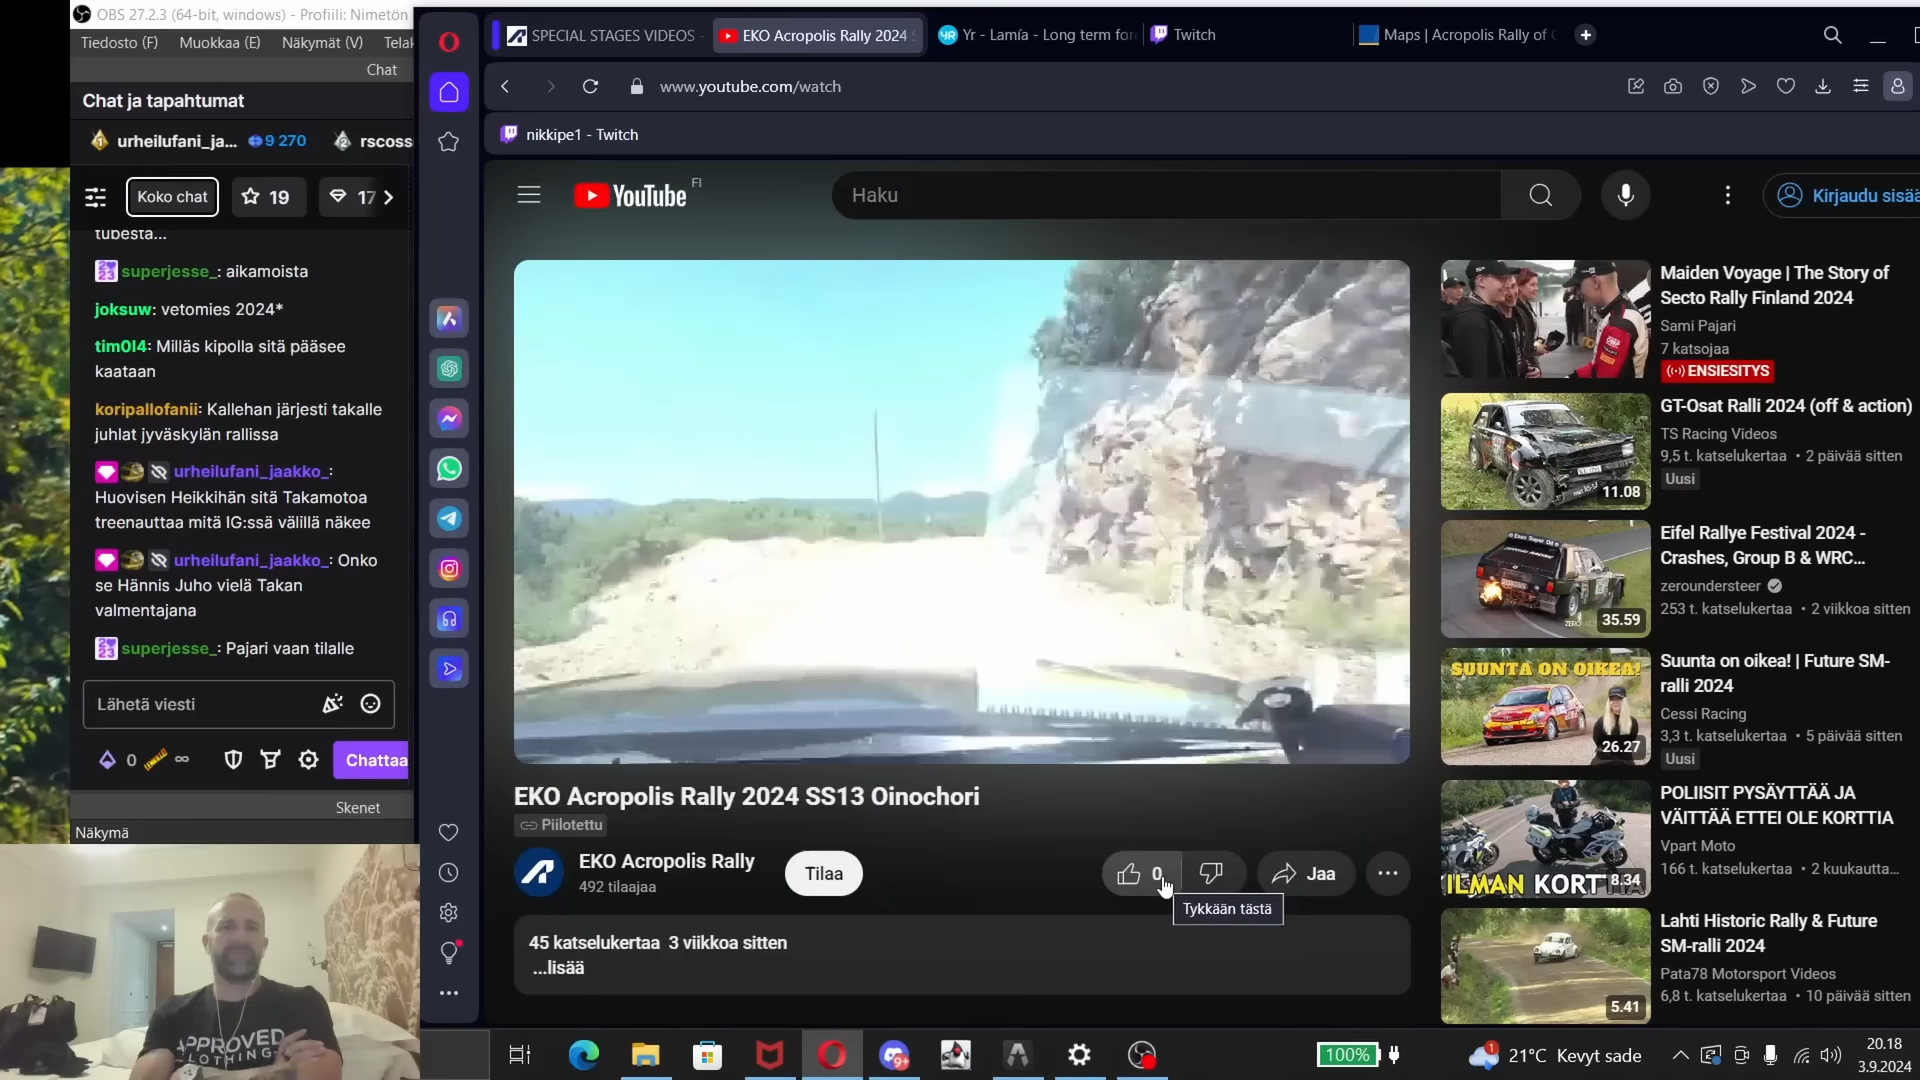 OBS 27.2.3 (64-bit, windows) - Profiili: Nimetön
Tiedosto (F) Muokkaa (E) Näkymät (V) Telak
Chat
Chat ja tapahtumat
urheilufani_ja... 9 270 rscoss
Koko chat 19 17
tubesta...
superjesse_: aikamoista
joksuw: vetomies 2024*
tim0l4: Milläs kipolla sitä pääsee
kaataan
koripallofanii: Kallehan järjesti takalle
juhlat jyväskylän rallissa
urheilufani_jaakko_:
Huovisen Heikkihän sitä Takamotoa
treenauttaa mitä IG:ssä välillä näkee
urheilufani_jaakko_: Onko
se Hännis Juho vielä Takan
valmentajana
superjesse_: Pajari vaan tilalle
Lähetä viesti
0 ∞ Chattaa
Skenet
Näkymä
APPROVED
CLOTHING
SPECIAL STAGES VIDEOS - EKO Acropolis Rally 2024 S Yr - Lamía - Long term for Twitch Maps | Acropolis Rally of G
www.youtube.com/watch
nikkipe1 - Twitch
YouTube FI
Haku
Kirjaudu sisää
EKO Acropolis Rally 2024 SS13 Oinochori
Piilotettu
EKO Acropolis Rally
492 tilaajaa
Tilaa
0 Jaa
Tykkään tästä
45 katselukertaa 3 viikkoa sitten
...lisää
Maiden Voyage | The Story of
Secto Rally Finland 2024
Sami Pajari
7 katsojaa
ENSIESITYS
11.08
GT-Osat Ralli 2024 (off & action)
TS Racing Videos
9,5 t. katselukertaa • 2 päivää sitten
Uusi
35.59
Eifel Rallye Festival 2024 -
Crashes, Group B & WRC...
zeroundersteer
253 t. katselukertaa • 2 viikkoa sitten
SUUNTA ON OIKEA!
26.27
Suunta on oikea! | Future SM-
ralli 2024
Cessi Racing
3,3 t. katselukertaa • 5 päivää sitten
Uusi
8.34
POLIISIT PYSÄYTTÄÄ JA
VÄITTÄÄ ETTEI OLE KORTTIA
Vpart Moto
166 t. katselukertaa • 2 kuukautta...
5.41
Lahti Historic Rally & Future
SM-ralli 2024
Pata78 Motorsport Videos
6,8 t. katselukertaa • 10 päivää sitten
9+
100%
1
21°C Kevyt sade
20.18
3.9.2024